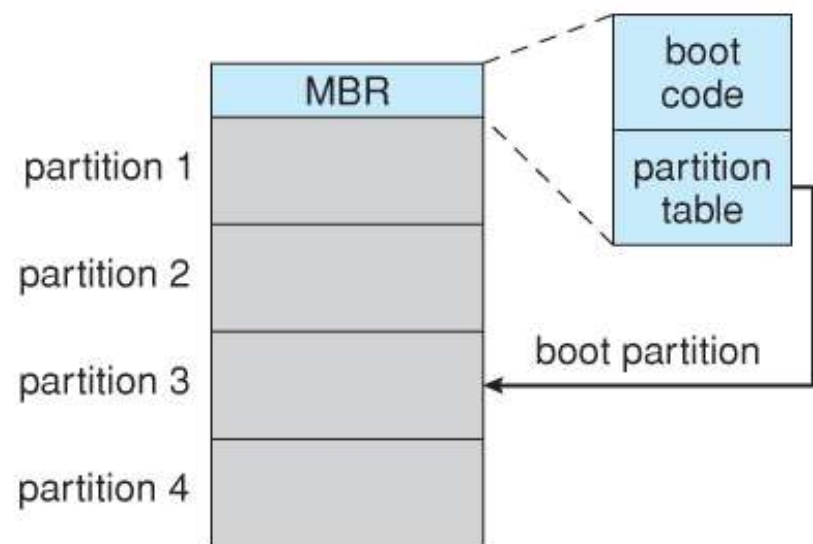 MBR
boot
code
partition
table
partition 1
partition 2
boot partition
partition 3
partition 4